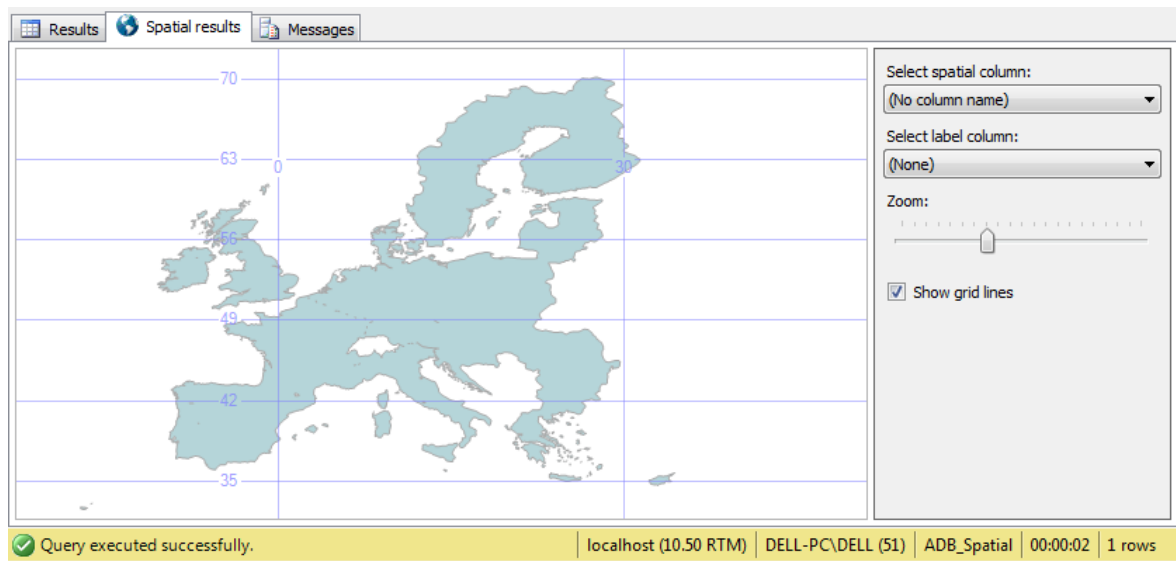 Results Spatial results Messages
70
63
0
30
56
49
42
35
Select spatial column:
(No column name)
Select label column:
(None)
Zoom:
Show grid lines
Query executed successfully. localhost (10.50 RTM) DELL-PC\DELL (51) ADB_Spatial 00:00:02 1 rows